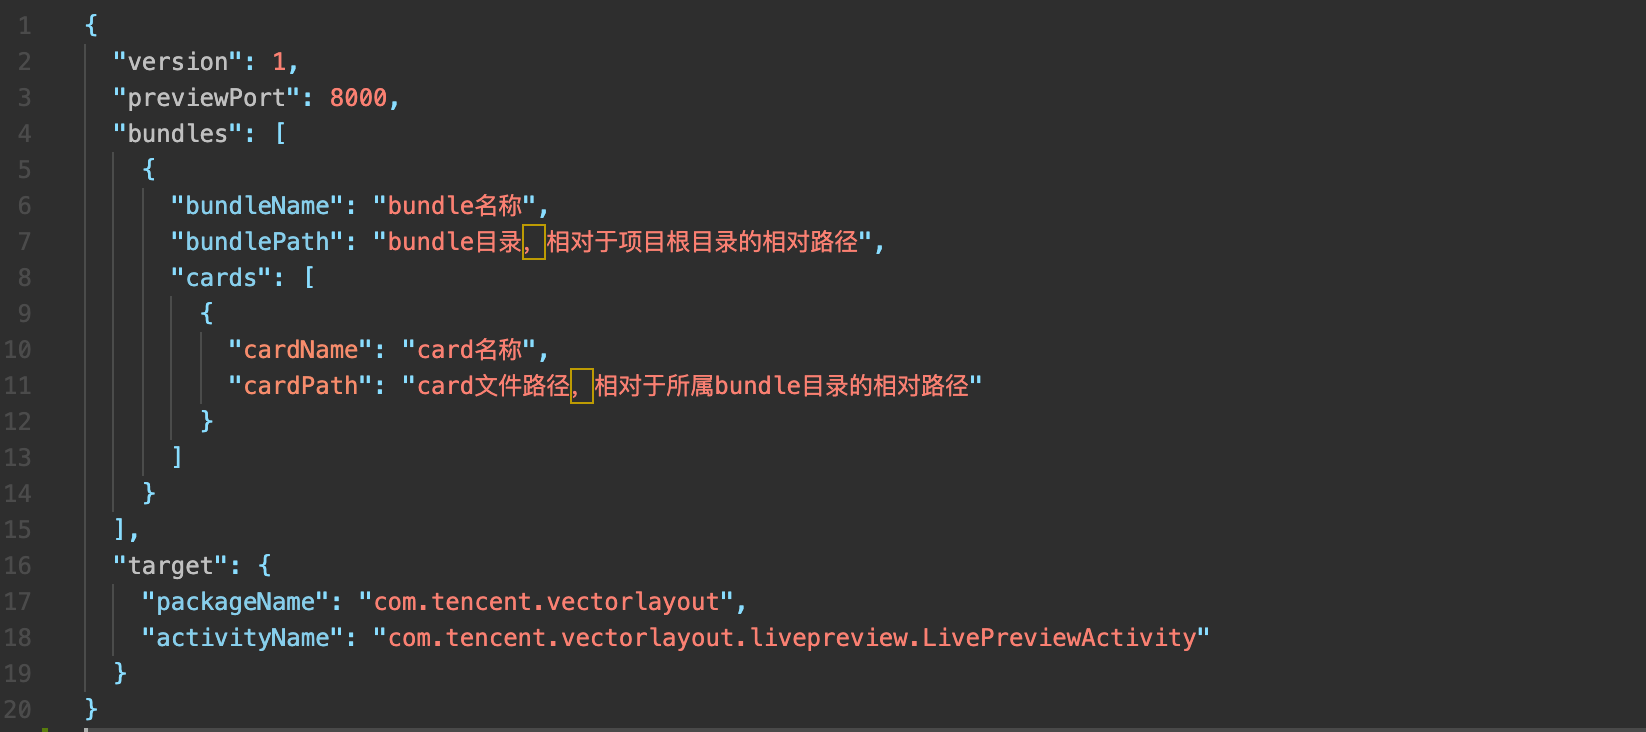 1 {
2   "version": 1,
3   "previewPort": 8000,
4   "bundles": [
5     {
6       "bundleName": "bundle名称",
7       "bundlePath": "bundle目录，相对于项目根目录的相对路径",
8       "cards": [
9         {
10           "cardName": "card名称",
11           "cardPath": "card文件路径，相对于所属bundle目录的相对路径"
12         }
13       ]
14     }
15   ],
16   "target": {
17     "packageName": "com.tencent.vectorlayout",
18     "activityName": "com.tencent.vectorlayout.livepreview.LivePreviewActivity"
19   }
20 }